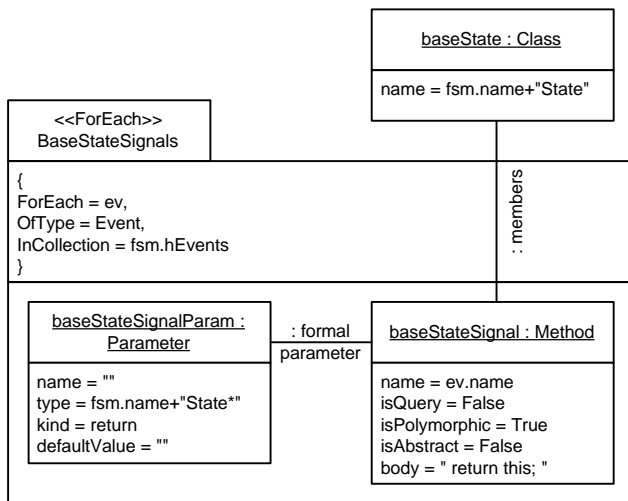 baseState : Class
name = fsm.name+"State"
<<ForEach>>
BaseStateSignals
{
ForEach = ev,
OfType = Event,
InCollection = fsm.hEvents
}
: members
baseStateSignalParam :
Parameter
name = ""
type = fsm.name+"State*"
kind = return
defaultValue = ""
: formal
parameter
baseStateSignal : Method
name = ev.name
isQuery = False
isPolymorphic = True
isAbstract = False
body = " return this; "